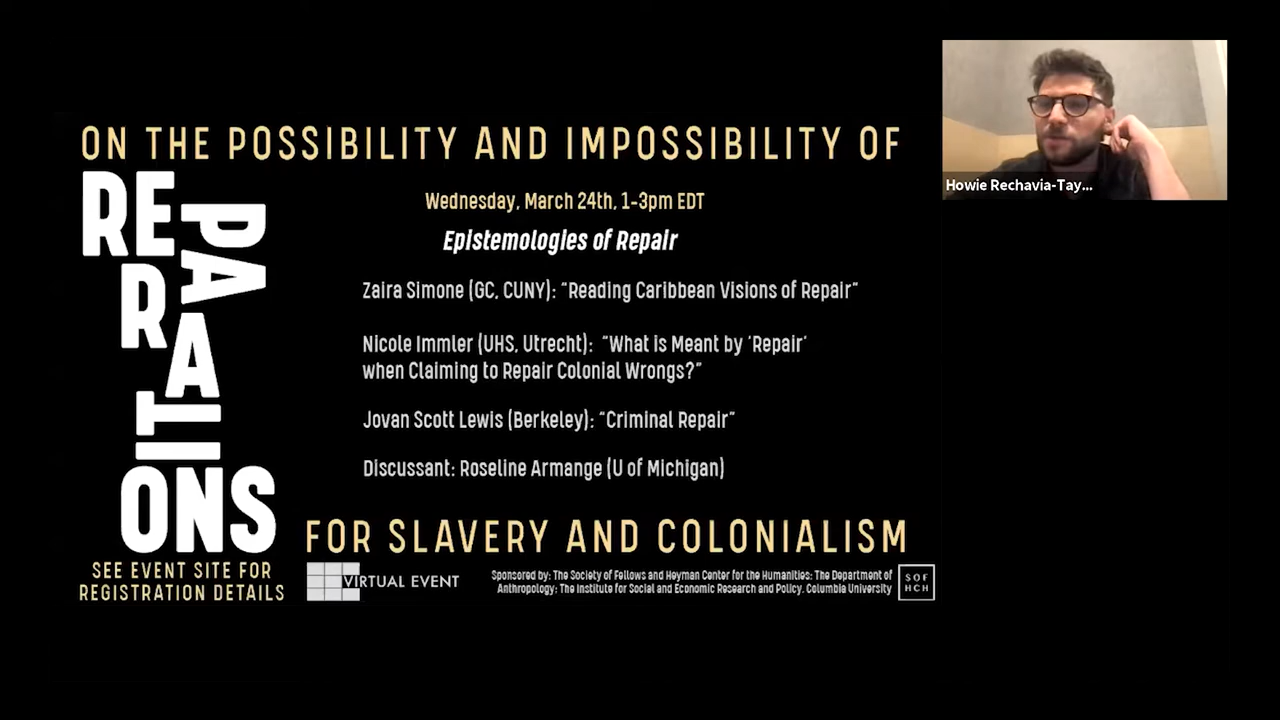 ON THE POSSIBILITY AND IMPOSSIBILITY OF
REPARATIONS
Wednesday, March 24th, 1-3pm EDT
Epistemologies of Repair
Zaira Simone (GC, CUNY): “Reading Caribbean Visions of Repair”
Nicole Immler (UHS, Utrecht): “What is Meant by ‘Repair’
when Claiming to Repair Colonial Wrongs?”
Jovan Scott Lewis (Berkeley): “Criminal Repair”
Discussant: Roseline Armange (U of Michigan)
FOR SLAVERY AND COLONIALISM
SEE EVENT SITE FOR
REGISTRATION DETAILS
VIRTUAL EVENT
Sponsored by: The Society of Fellows and Heyman Center for the Humanities; The Department of
Anthropology; The Institute for Social and Economic Research and Policy, Columbia University
SOF
HCH
Howie Rechavia-Tay...